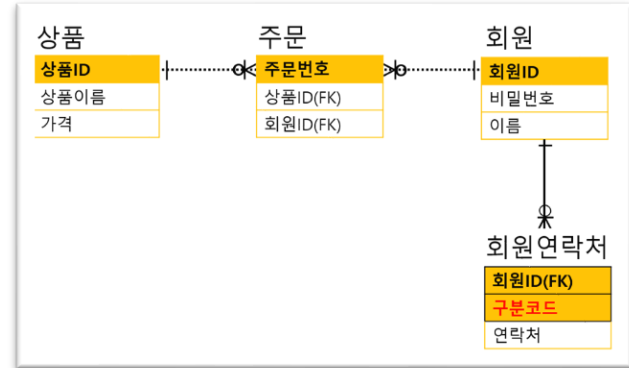 상품
상품ID
상품이름
가격
주문
주문번호
상품ID(FK)
회원ID(FK)
회원
회원ID
비밀번호
이름
회원연락처
회원ID(FK)
구분코드
연락처